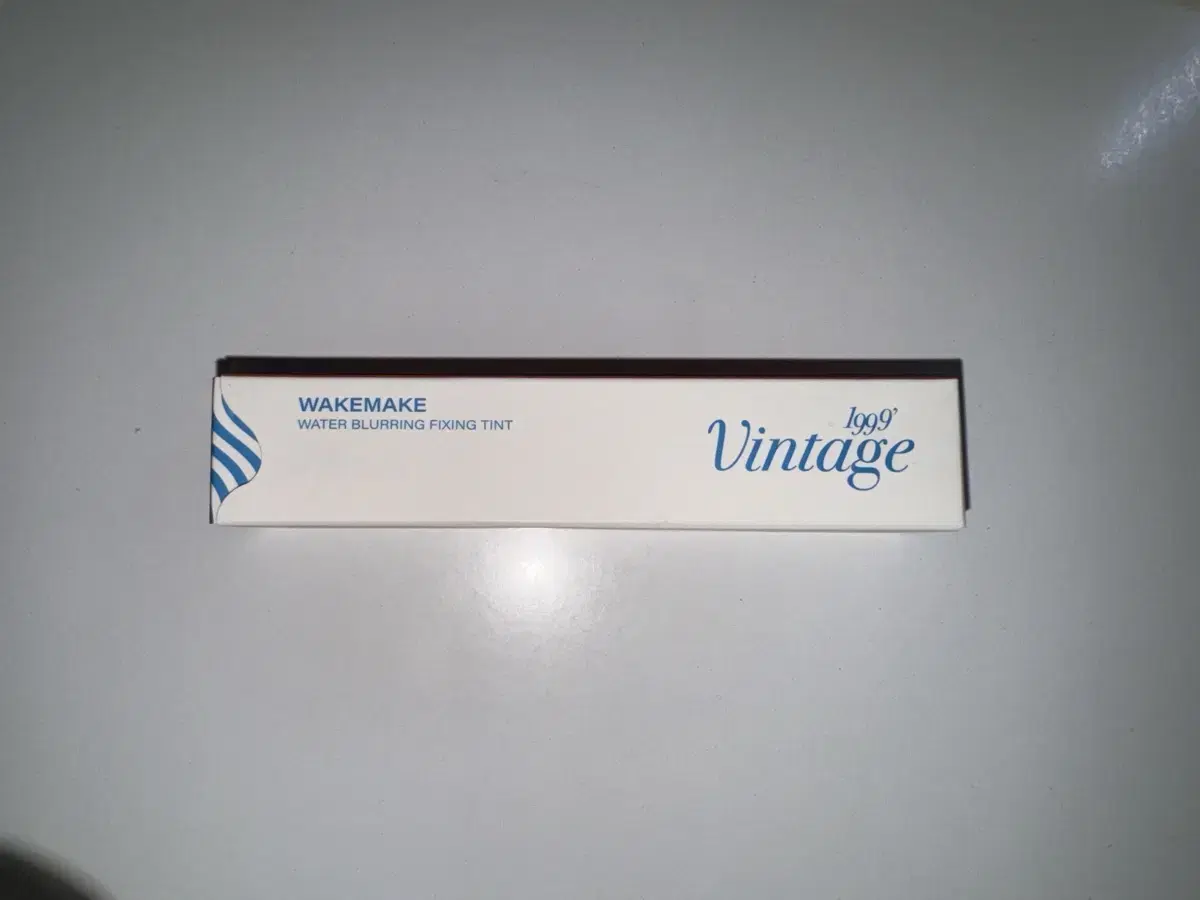 WAKEMAKE
WATER BLURRING FIXING TINT
1999'
Vintage